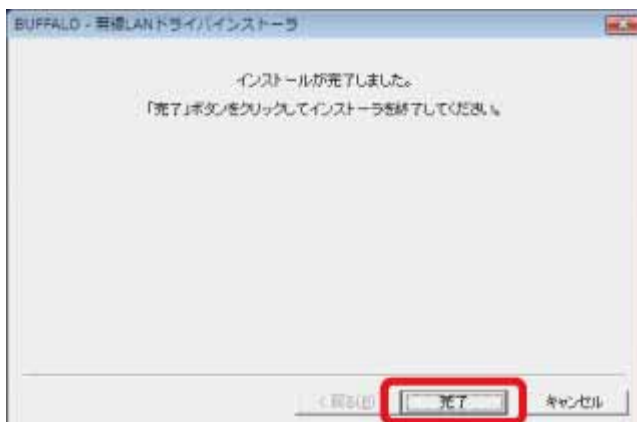 BUFFALO - 無線LANドライバインストーラ
インストールが完了しました。
「完了」ボタンをクリックしてインストーラを終了してください。
< 戻る(B)
完了
キャンセル